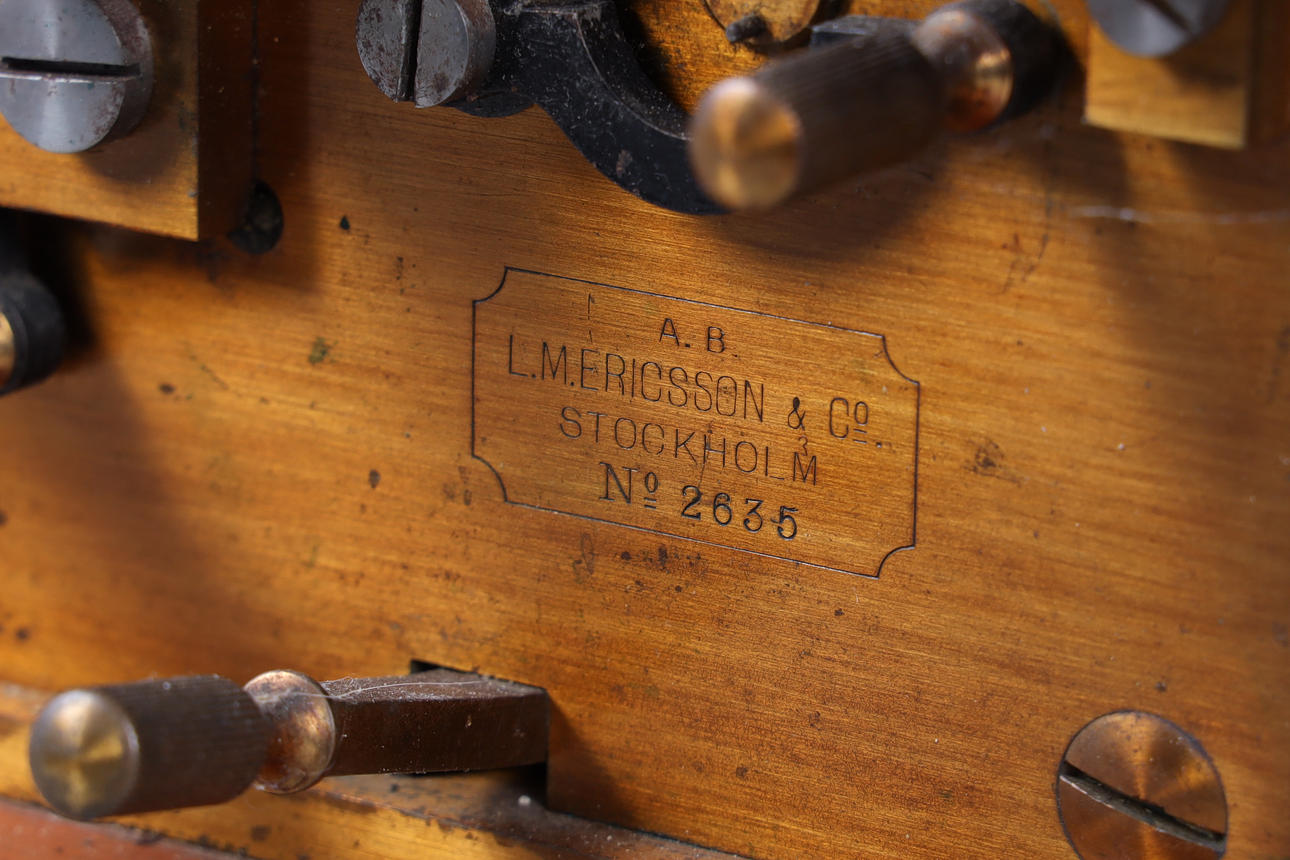 A. B.
L.M.ERICSSON & Cº.
STOCKHOLM
Nº 2635